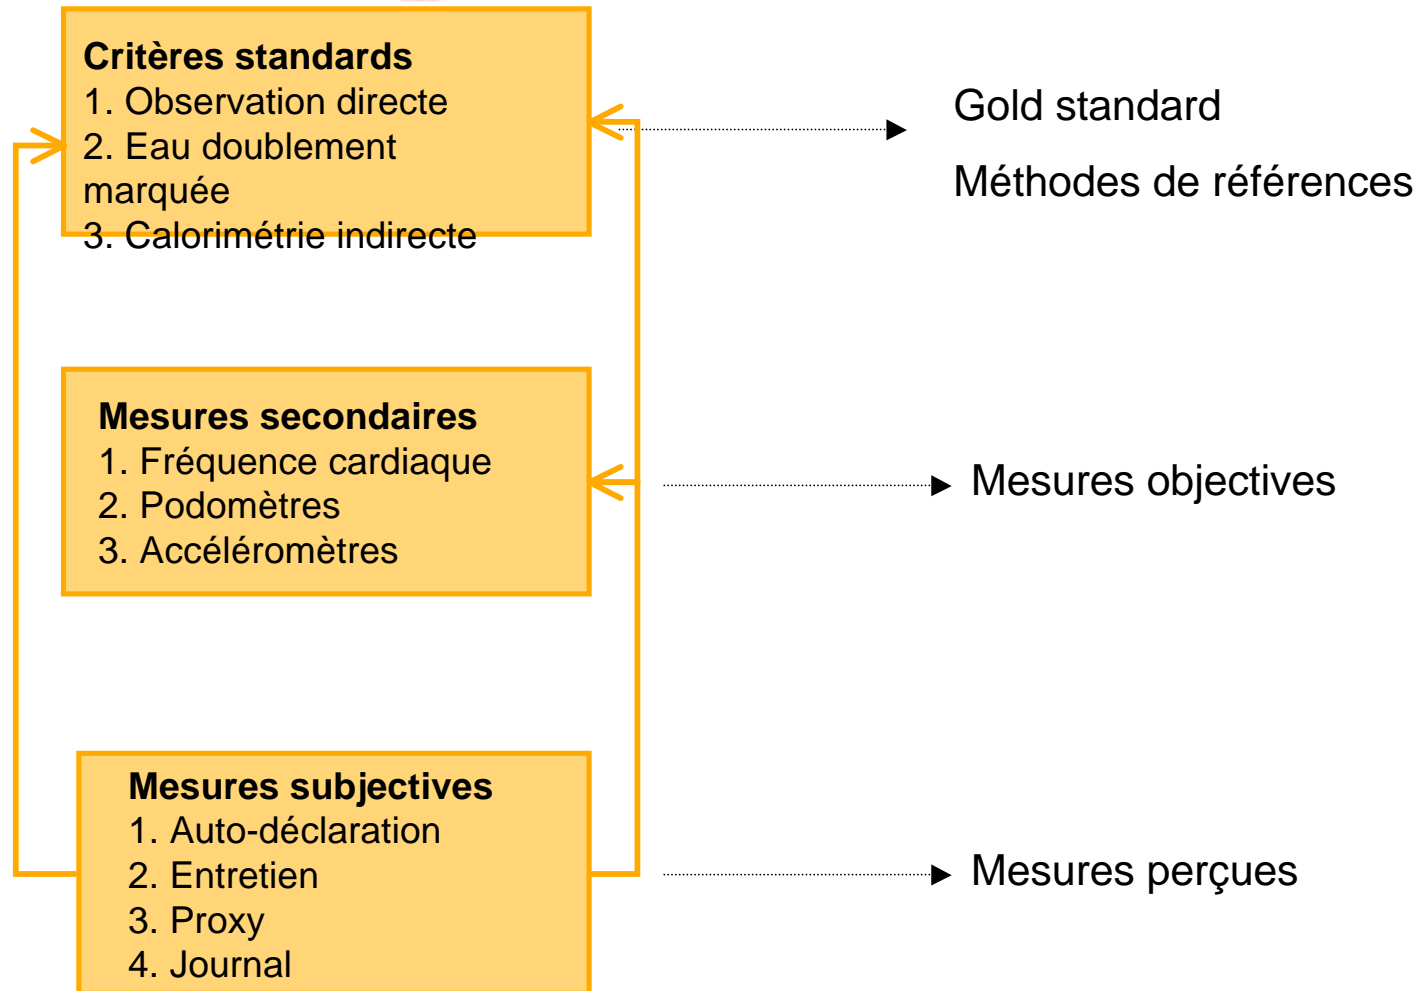 Critères standards
1. Observation directe
2. Eau doublement
marquée
3. Calorimétrie indirecte
Gold standard
Méthodes de références
Mesures secondaires
1. Fréquence cardiaque
2. Podomètres
3. Accéléromètres
Mesures objectives
Mesures subjectives
1. Auto-déclaration
2. Entretien
3. Proxy
4. Journal
Mesures perçues